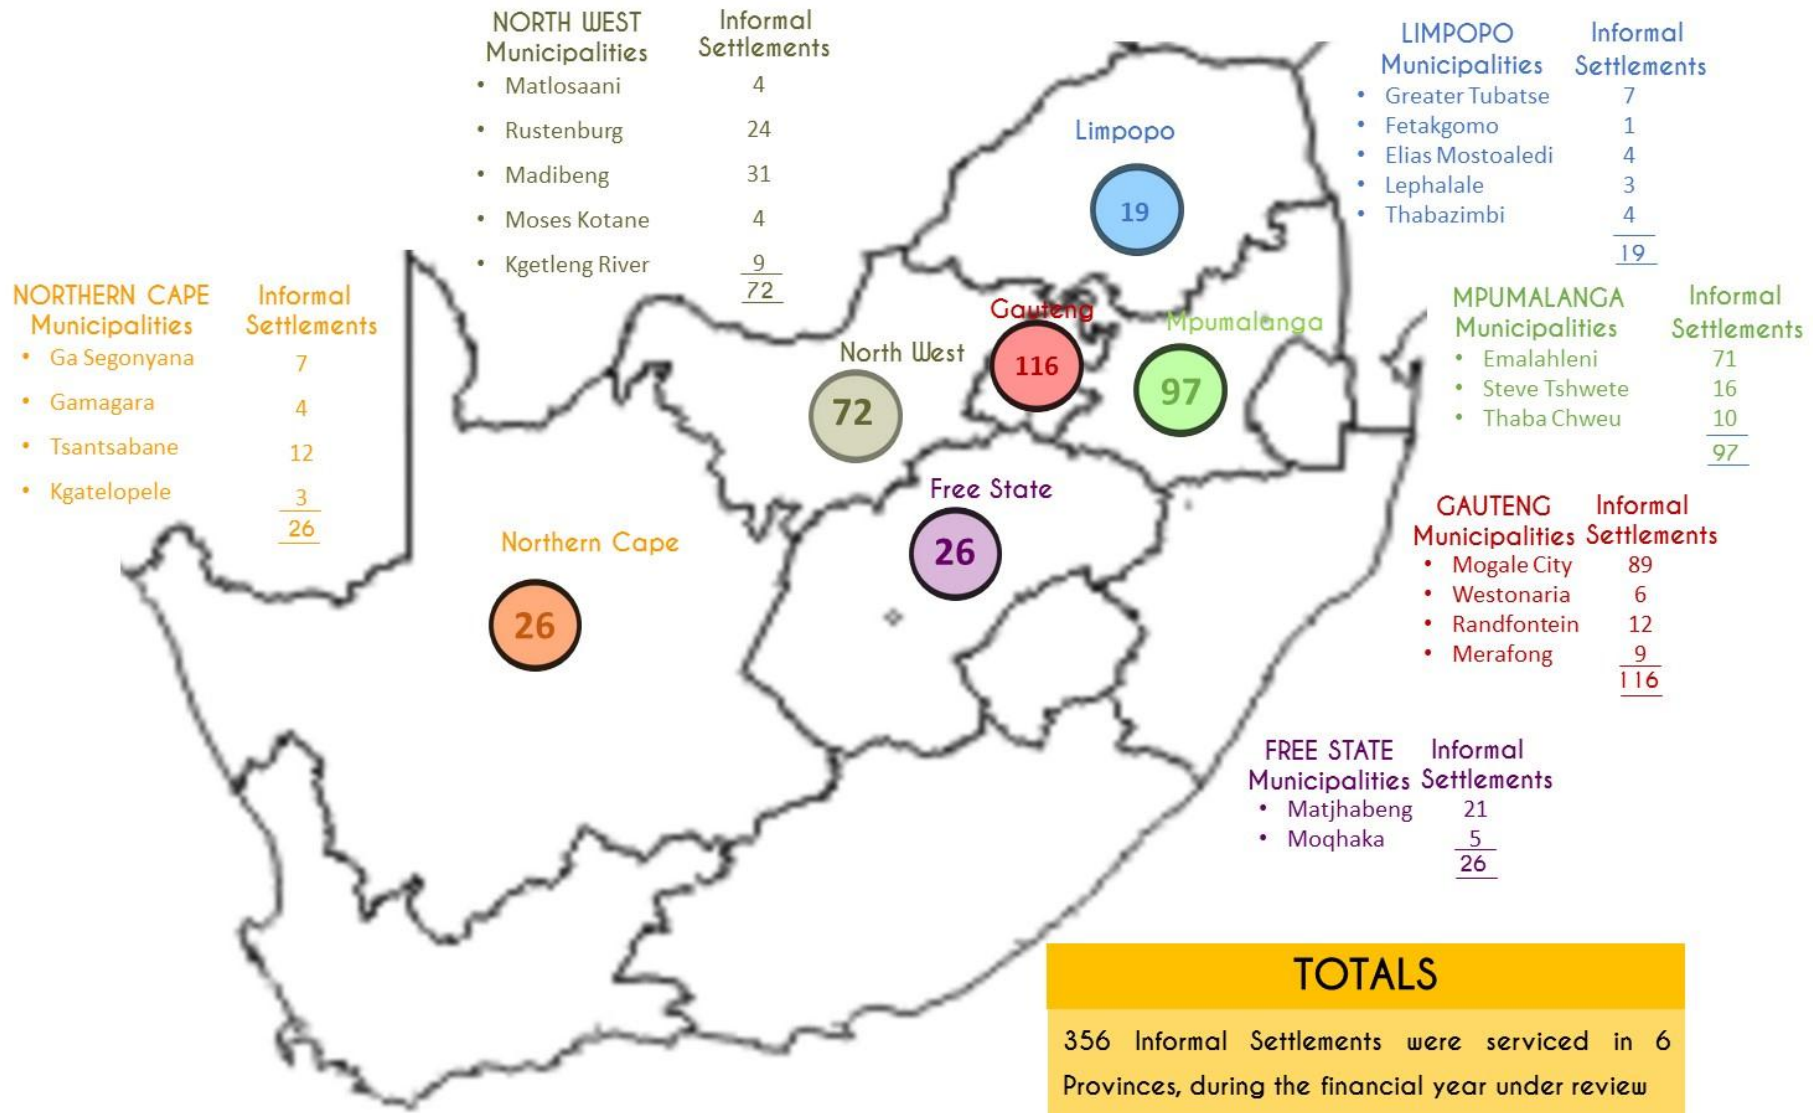 NORTH WEST Informal
Municipalities Settlements
• Matlosaani 4
• Rustenburg 24
• Madibeng 31
• Moses Kotane 4
• Kgetleng River 9
72
LIMPOPO Informal
Municipalities Settlements
• Greater Tubatse 7
• Fetakgomo 1
• Elias Mostoaledi 4
• Lephalale 3
• Thabazimbi 4
19
NORTHERN CAPE Informal
Municipalities Settlements
• Ga Segonyana 7
• Gamagara 4
• Tsantsabane 12
• Kgatelopele 3
26
MPUMALANGA Informal
Municipalities Settlements
• Emalahleni 71
• Steve Tshwete 16
• Thaba Chweu 10
97
GAUTENG Informal
Municipalities Settlements
• Mogale City 89
• Westonaria 6
• Randfontein 12
• Merafong 9
116
FREE STATE Informal
Municipalities Settlements
• Matjhabeng 21
• Moqhaka 5
26
Limpopo
19
Gauteng
116
Mpumalanga
97
North West
72
Free State
26
Northern Cape
26
TOTALS
356 Informal Settlements were serviced in 6
Provinces, during the financial year under review